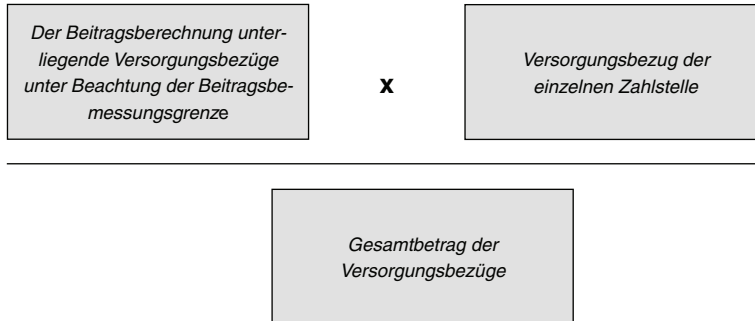 Der Beitragsberechnung unter-
liegende Versorgungsbezüge
unter Beachtung der Beitragsbe-
messungsgrenze
x
Versorgungsbezug der
einzelnen Zahlstelle
Gesamtbetrag der
Versorgungsbezüge